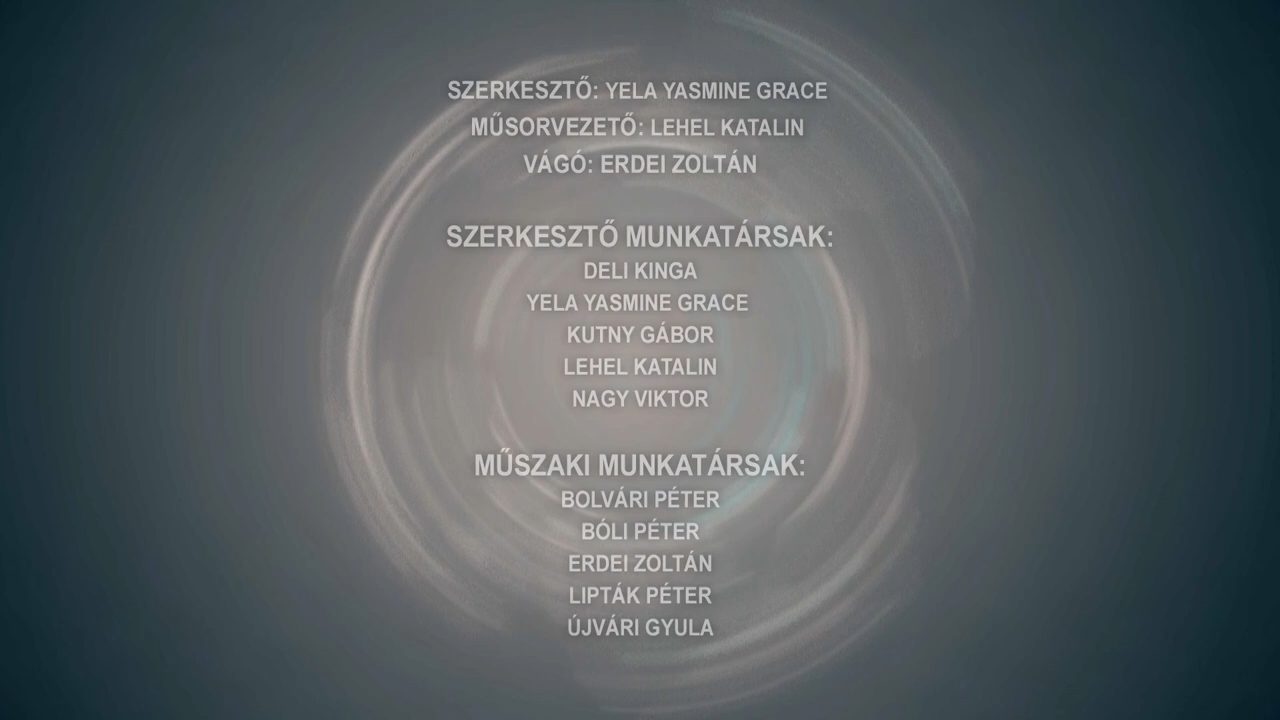 SZERKESZTŐ: YELA YASMINE GRACE
MŰSORVEZETŐ: LEHEL KATALIN
VÁGÓ: ERDEI ZOLTÁN
SZERKESZTŐ MUNKATÁRSAK:
DELI KINGA
YELA YASMINE GRACE
KUTNY GÁBOR
LEHEL KATALIN
NAGY VIKTOR
MŰSZAKI MUNKATÁRSAK:
BOLVÁRI PÉTER
BÓLI PÉTER
ERDEI ZOLTÁN
LIPTÁK PÉTER
ÚJVÁRI GYULA